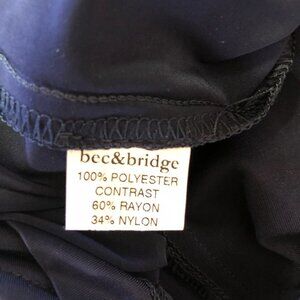 bec&bridge
100% POLYESTER
CONTRAST
60% RAYON
34% NYLON